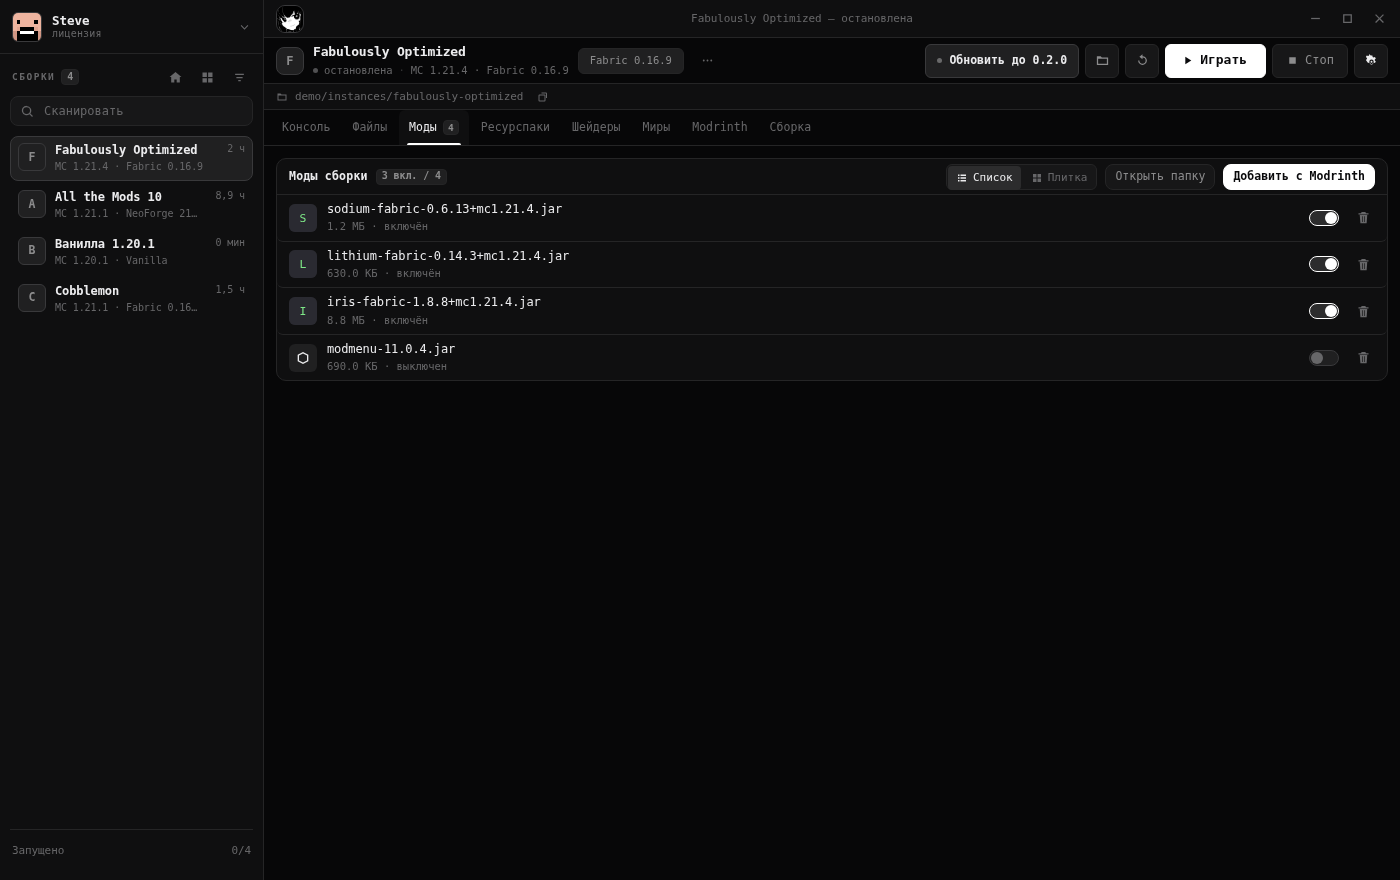 Steve
лицензия
СБОРКИ 4
Сканировать
F Fabulously Optimized 2 ч
MC 1.21.4 · Fabric 0.16.9
A All the Mods 10 8,9 ч
MC 1.21.1 · NeoForge 21…
В Ванилла 1.20.1 0 мин
MC 1.20.1 · Vanilla
C Cobblemon 1,5 ч
MC 1.21.1 · Fabric 0.16…
Запущено 0/4
Fabulously Optimized — остановлена
F Fabulously Optimized
остановлена · MC 1.21.4 · Fabric 0.16.9
Fabric 0.16.9
Обновить до 0.2.0
Играть
Стоп
demo/instances/fabulously-optimized
Консоль Файлы Моды 4 Ресурспаки Шейдеры Миры Modrinth Сборка
Моды сборки 3 вкл. / 4 Список Плитка Открыть папку Добавить с Modrinth
S sodium-fabric-0.6.13+mc1.21.4.jar
1.2 МБ · включён
L lithium-fabric-0.14.3+mc1.21.4.jar
630.0 КБ · включён
I iris-fabric-1.8.8+mc1.21.4.jar
8.8 МБ · включён
modmenu-11.0.4.jar
690.0 КБ · выключен